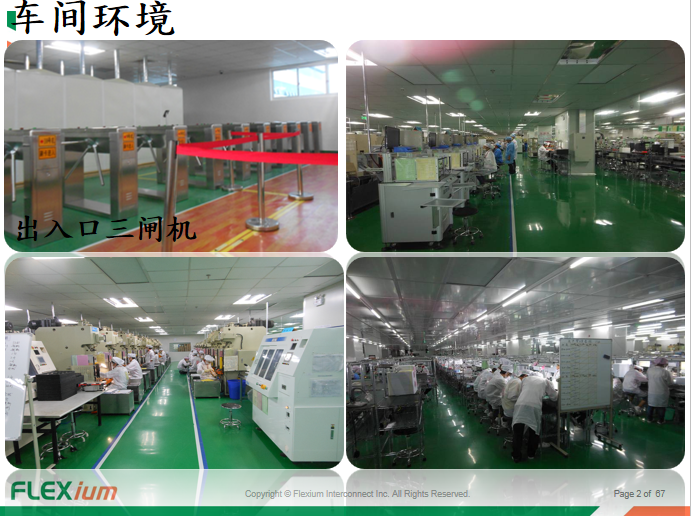 车间环境
出入口三闸机
FLEXium
Copyright © Flexium Interconnect Inc. All Rights Reserved.
Page 2 of 67